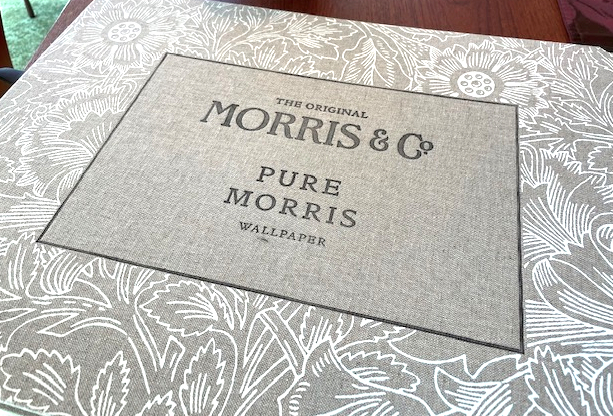 THE ORIGINAL
MORRIS & Co
PURE
MORRIS
WALLPAPER